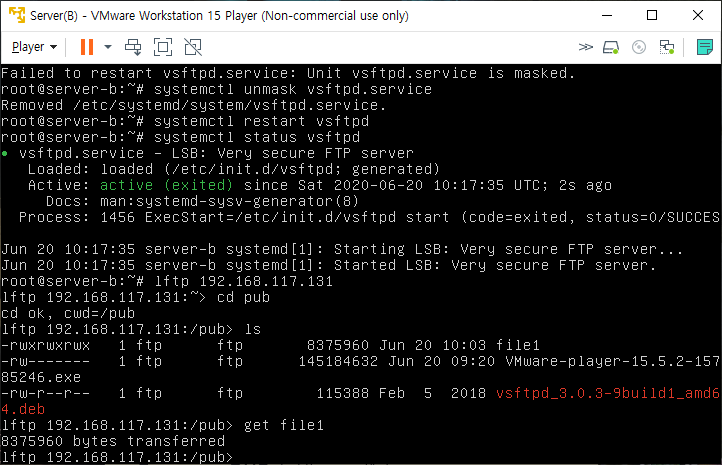 Server(B) - VMware Workstation 15 Player (Non-commercial use only)
Player
Failed to restart vsftpd.service: Unit vsftpd.service is masked.
root@server-b:~# systemctl unmask vsftpd.service
Removed /etc/systemd/system/vsftpd.service.
root@server-b:~# systemctl restart vsftpd
root@server-b:~# systemctl status vsftpd
● vsftpd.service - LSB: Very secure FTP server
   Loaded: loaded (/etc/init.d/vsftpd; generated)
   Active: active (exited) since Sat 2020-06-20 10:17:35 UTC; 2s ago
     Docs: man:systemd-sysv-generator(8)
  Process: 1456 ExecStart=/etc/init.d/vsftpd start (code=exited, status=0/SUCCES
Jun 20 10:17:35 server-b systemd[1]: Starting LSB: Very secure FTP server...
Jun 20 10:17:35 server-b systemd[1]: Started LSB: Very secure FTP server.
root@server-b:~# lftp 192.168.117.131
lftp 192.168.117.131:~> cd pub
cd ok, cwd=/pub
lftp 192.168.117.131:/pub> ls
-rwxrwxrwx   1 ftp      ftp       8375960 Jun 20 10:03 file1
-rw-------   1 ftp      ftp      145184632 Jun 20 09:20 VMware-player-15.5.2-157
85246.exe
-rw-r--r--   1 ftp      ftp        115388 Feb  5  2018 vsftpd_3.0.3-9build1_amd6
4.deb
lftp 192.168.117.131:/pub> get file1
8375960 bytes transferred
lftp 192.168.117.131:/pub>